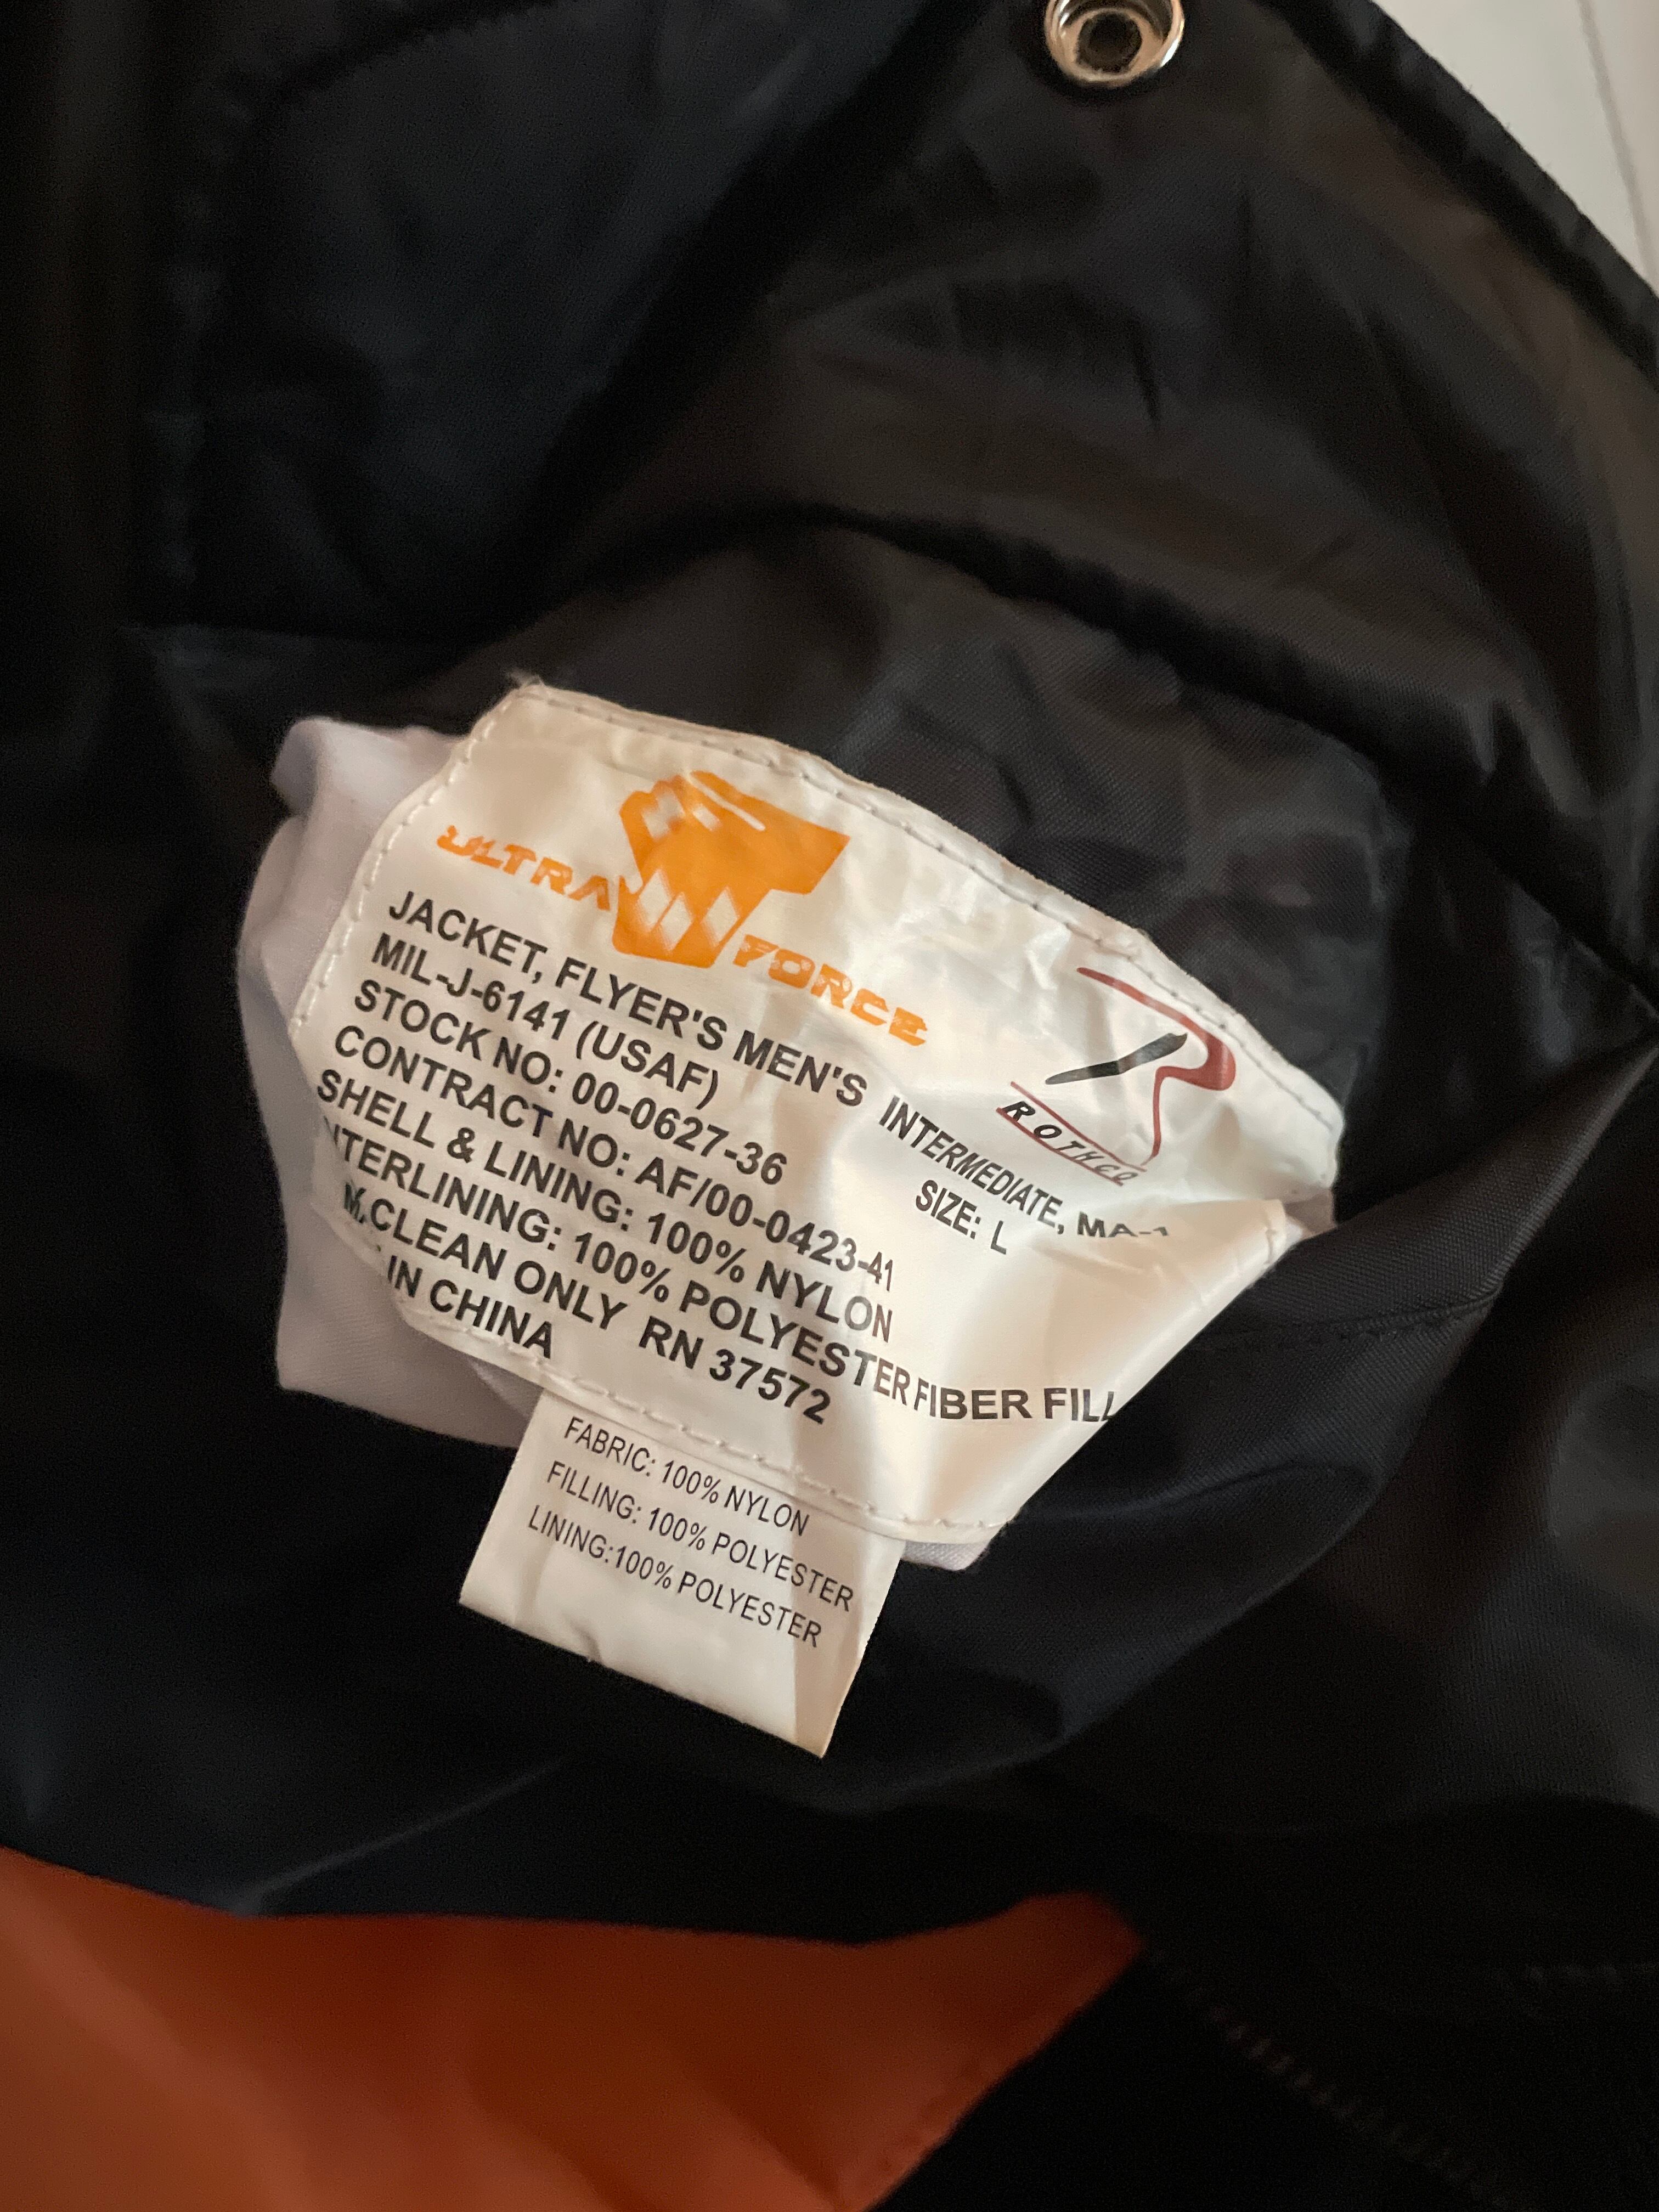 ULTRA FORCE
ROTHCO
JACKET, FLYER'S MEN'S INTERMEDIATE, MA-1
MIL-J-6141 (USAF) SIZE: L
STOCK NO: 00-0627-36
CONTRACT NO: AF/00-0423-41
SHELL & LINING: 100% NYLON
NTERLINING: 100% POLYESTER FIBER FILL
CLEAN ONLY RN 37572
IN CHINA
FABRIC: 100% NYLON
FILLING: 100% POLYESTER
LINING:100% POLYESTER